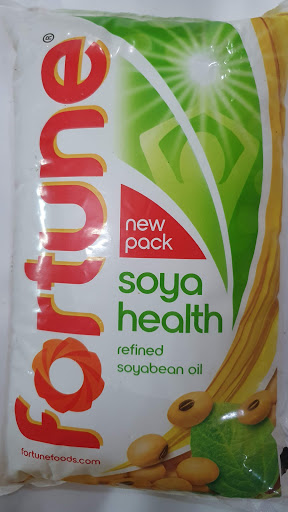 fortune
new
pack
soya
health
refined
soyabean oil
fortunefoods.com